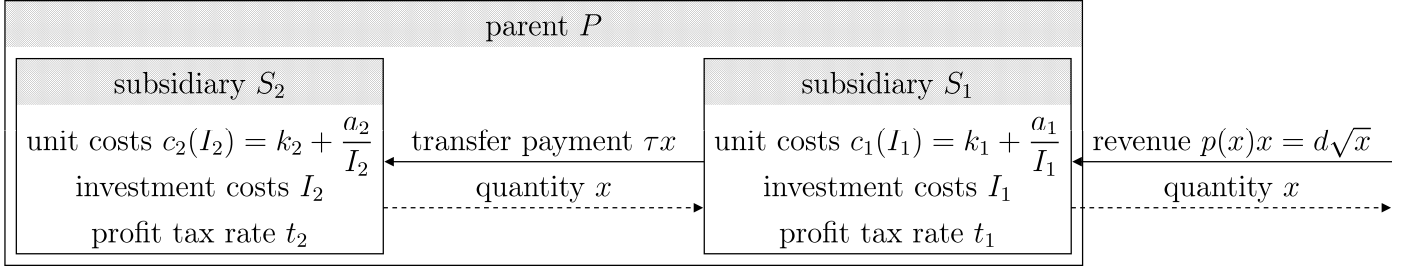 parent P
subsidiary S₂
unit costs c₂(I₂) = k₂ + a₂/I₂
investment costs I₂
profit tax rate t₂
transfer payment τx
quantity x
subsidiary S₁
unit costs c₁(I₁) = k₁ + a₁/I₁
investment costs I₁
profit tax rate t₁
revenue p(x)x = d√x
quantity x